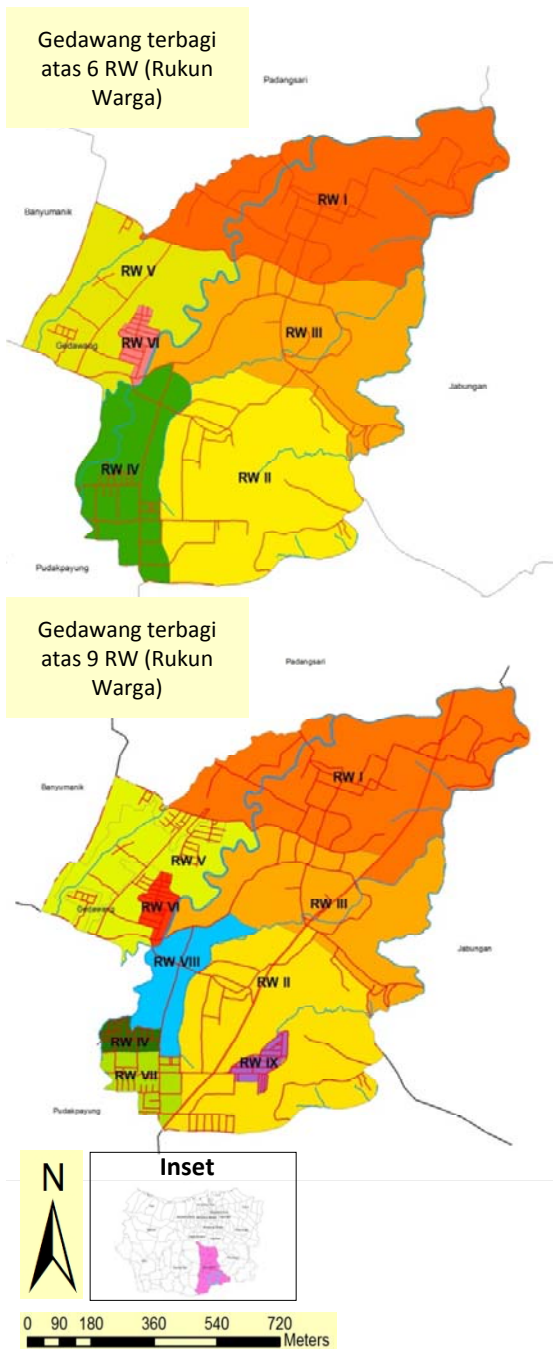 Gedawang terbagi
atas 6 RW (Rukun
Warga)
Padangsari
RW I
Banyumanik
RW V
RW III
RW VI
Gedawang
Jabungan
RW IV
RW II
Pudakpayung
Gedawang terbagi
atas 9 RW (Rukun
Warga)
Padangsari
RW I
Banyumanik
RW V
RW III
RW VI
Gedawang
Jabungan
RW VIII
RW II
RW IV
RW IX
RW VII
Pudakpayung
N
Inset
0 90 180 360 540 720
Meters